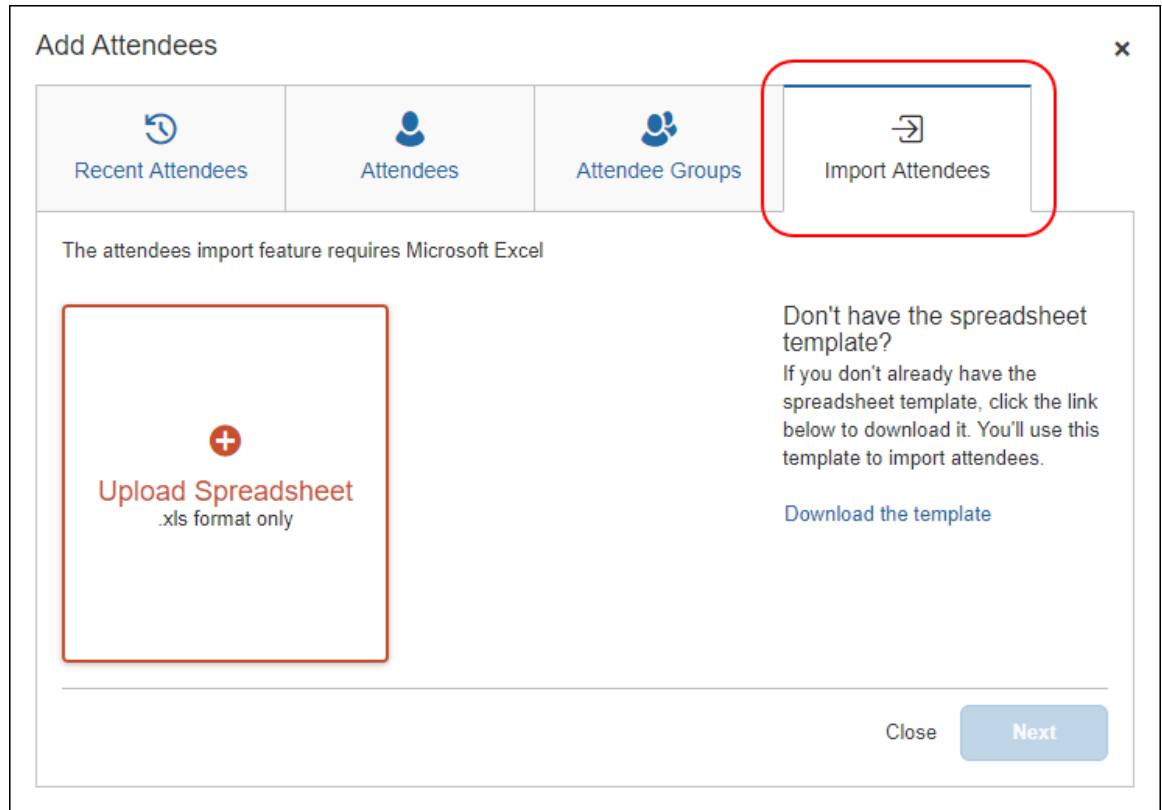 Add Attendees
×
Recent Attendees
Attendees
Attendee Groups
Import Attendees
The attendees import feature requires Microsoft Excel
Upload Spreadsheet
.xls format only
Don't have the spreadsheet
template?
If you don't already have the
spreadsheet template, click the link
below to download it. You'll use this
template to import attendees.
Download the template
Close
Next